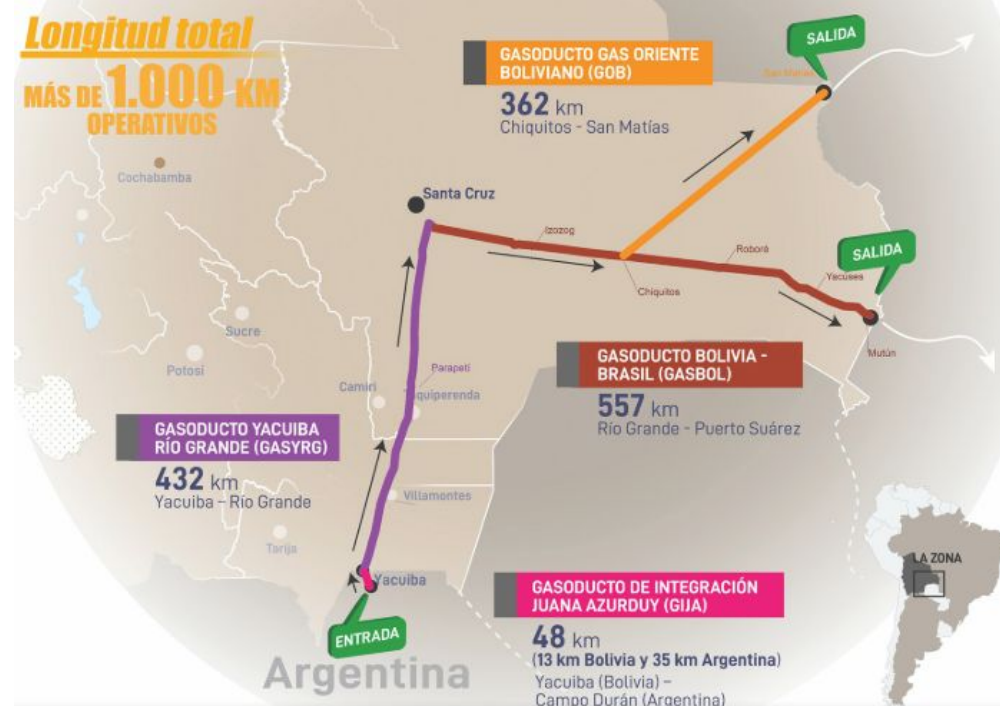 Longitud total
MÁS DE 1.000 KM
OPERATIVOS
GASODUCTO GAS ORIENTE
BOLIVIANO (GOB)
362 km
Chiquitos - San Matías
SALIDA
San Matías
Cochabamba
Santa Cruz
Izozog
Roboré
SALIDA
Chiquitos
Yacuses
Mutún
Sucre
Potosí
Parapetí
Camiri
GASODUCTO BOLIVIA -
BRASIL (GASBOL)
557 km
Río Grande - Puerto Suárez
GASODUCTO YACUIBA
RÍO GRANDE (GASYRG)
432 km
Yacuiba – Río Grande
Villamontes
Tarija
Yacuiba
ENTRADA
Argentina
GASODUCTO DE INTEGRACIÓN
JUANA AZURDUY (GIJA)
48 km
(13 km Bolivia y 35 km Argentina)
Yacuiba (Bolivia) –
Campo Durán (Argentina)
LA ZONA